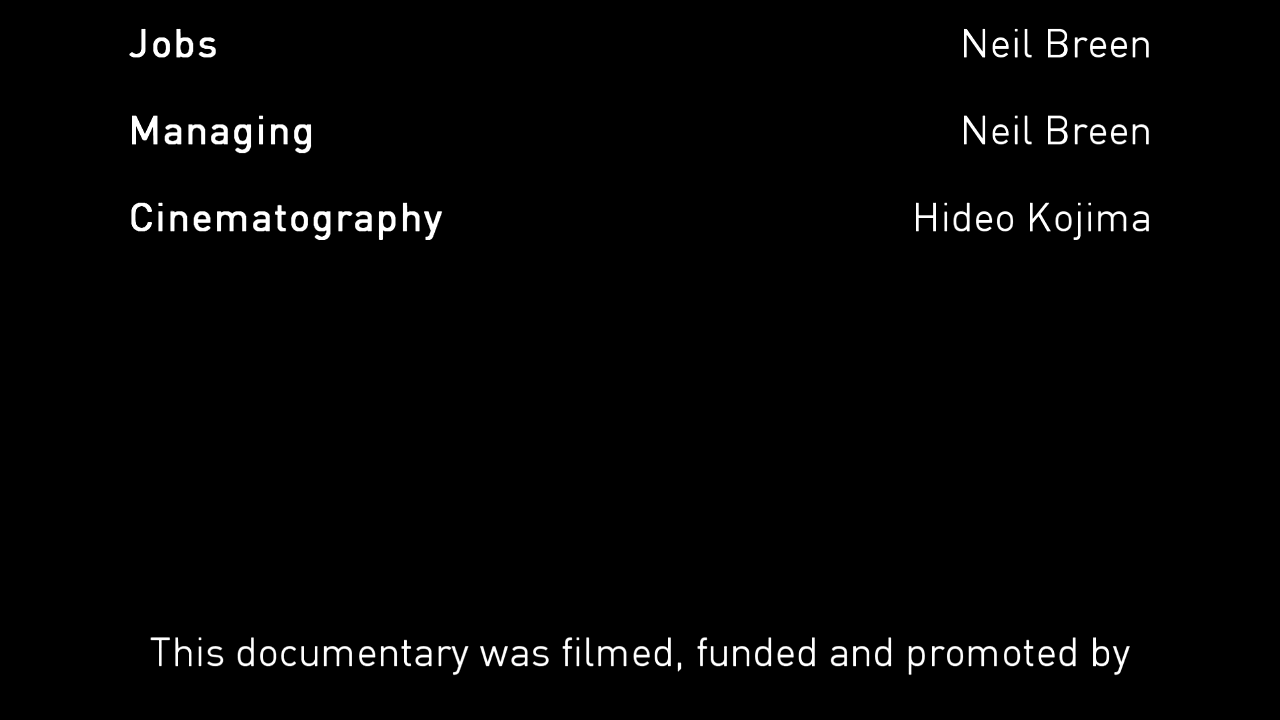 Jobs Neil Breen
Managing Neil Breen
Cinematography Hideo Kojima
This documentary was filmed, funded and promoted by